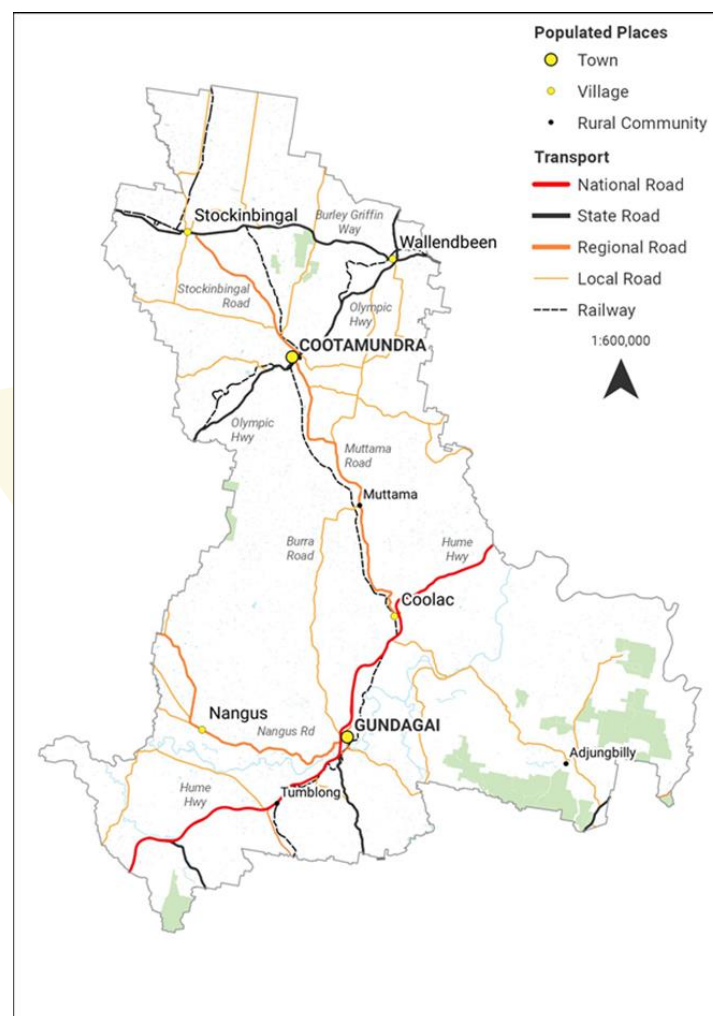 Populated Places
Town
Village
Rural Community
Transport
National Road
State Road
Regional Road
Local Road
Railway
1:600,000
Stockinbingal
Burley Griffin
Way
Wallendbeen
Stockinbingal
Road
Olympic
Hwy
COOTAMUNDRA
Olympic
Hwy
Muttama
Road
Muttama
Burra
Road
Hume
Hwy
Coolac
Nangus
Nangus Rd
GUNDAGAI
Adjungbilly
Hume
Hwy
Tumblong